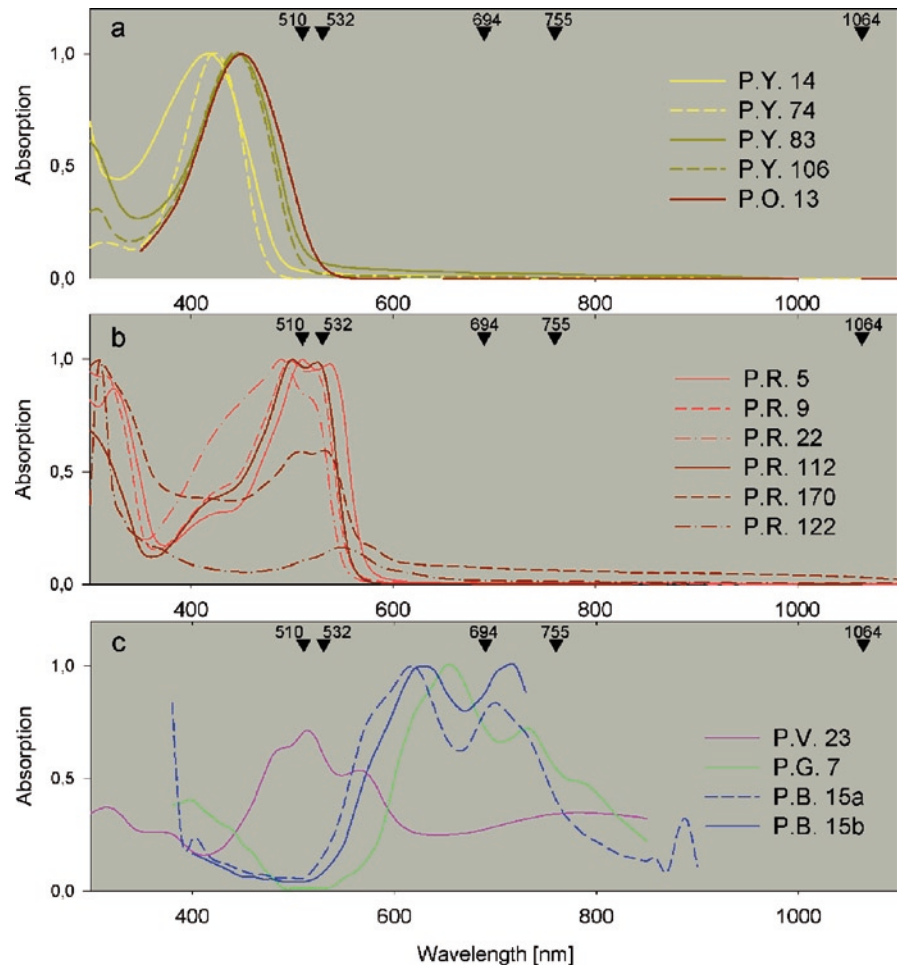 a
510 532 694 755 1064
1,0
0,5
0,0
Absorption
P.Y. 14
P.Y. 74
P.Y. 83
P.Y. 106
P.O. 13
400 600 800 1000
b
510 532 694 755 1064
1,0
0,5
0,0
Absorption
P.R. 5
P.R. 9
P.R. 22
P.R. 112
P.R. 170
P.R. 122
400 600 800 1000
c
510 532 694 755 1064
1,0
0,5
0,0
Absorption
P.V. 23
P.G. 7
P.B. 15a
P.B. 15b
400 600 800 1000
Wavelength [nm]